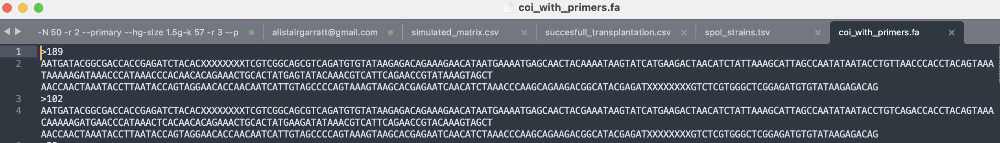 coi_with_primers.fa
-N 50 -r 2 --primary --hg-size 1.5g-k 57 -r 3 --p
alistairgarratt@gmail.com
simulated_matrix.csv
succesfull_transplantation.csv
spol_strains.tsv
coi_with_primers.fa
1 >189
2 AATGATACGGCGACCACCGAGATCTACACXXXXXXXXTCGTCGGCAGCGTCAGATGTGTATAAGAGACAGAAAGAACATAATGAAAATGAGCAACTACAAAATAAGTATCATGAAGACTAACATCTATTAAAGCATTAGCCAATATAATACCTGTTAACCCACCTACAGTAAA
TAAAAAGATAAACCCATAAACCCACAACACAGAAACTGCACTATGAGTATACAAACGTCATTCAGAACCGTATAAAGTAGCT
AACCAACTAAATACCTTAATACCAGTAGGAACACCAACAATCATTGTAGCCCCAGTAAAGTAAGCACGAGAATCAACATCTAAACCCAAGCAGAAGACGGCATACGAGATXXXXXXXXGTCTCGTGGGCTCGGAGATGTGTATAAGAGACAG
3 >102
4 AATGATACGGCGACCACCGAGATCTACACXXXXXXXXTCGTCGGCAGCGTCAGATGTGTATAAGAGACAGAAAGAACATAATGAAAATGAGCAACTACGAAATAAGTATCATGAAGACTAACATCTATTAAAGCATTAGCCAATATAATACCTGTCAGACCACCTACAGTAAA
CAAAAAGATGAACCCATAAACTCACAACACAGAAACTGCACTATGAAGATATAAACGTCATTCAGAACCGTACAAAGTAGCT
AACCAACTAAATACCTTAATACCAGTAGGAACACCAACAATCATTGTAGCCCCAGTAAAGTAAGCACGAGAATCAACATCTAAACCCAAGCAGAAGACGGCATACGAGATXXXXXXXXGTCTCGTGGGCTCGGAGATGTGTATAAGAGACAG